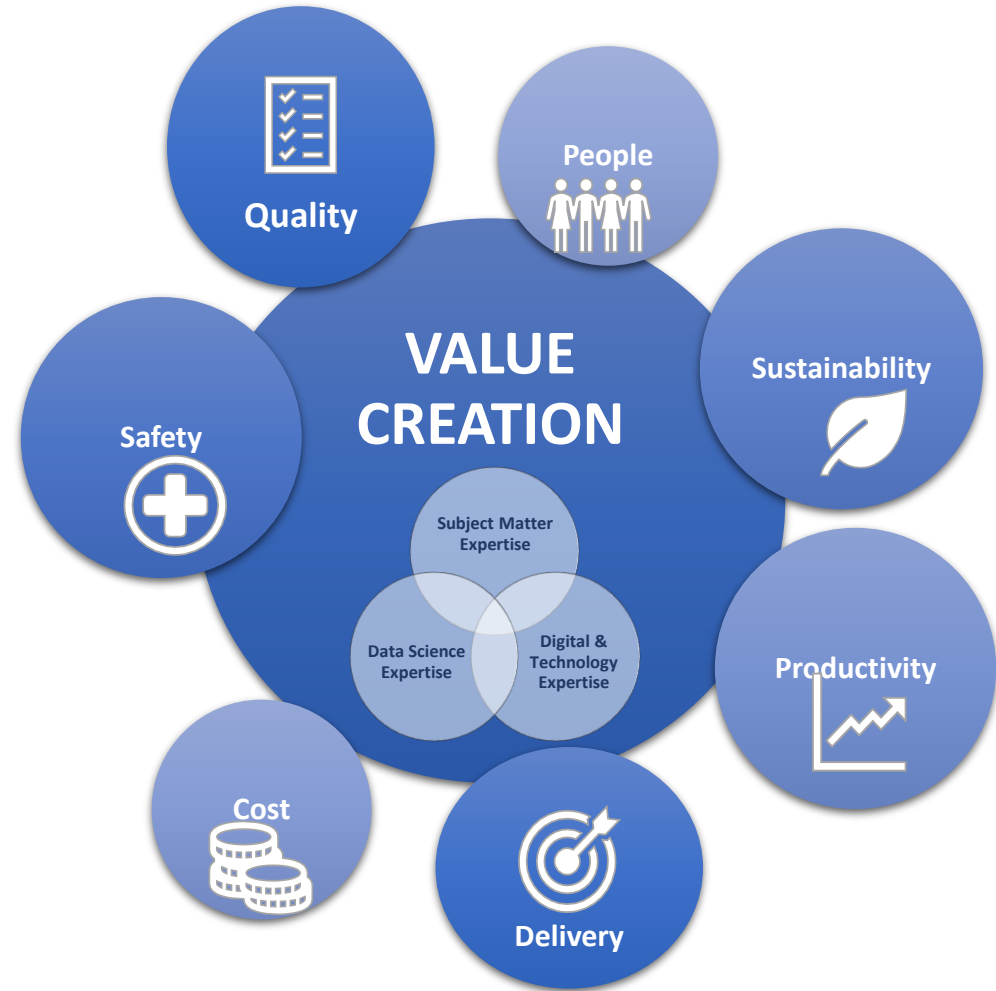 Quality
People
VALUE
CREATION
Sustainability
Safety
Subject Matter
Expertise
Data Science
Expertise
Digital &
Technology
Expertise
Productivity
Cost
Delivery